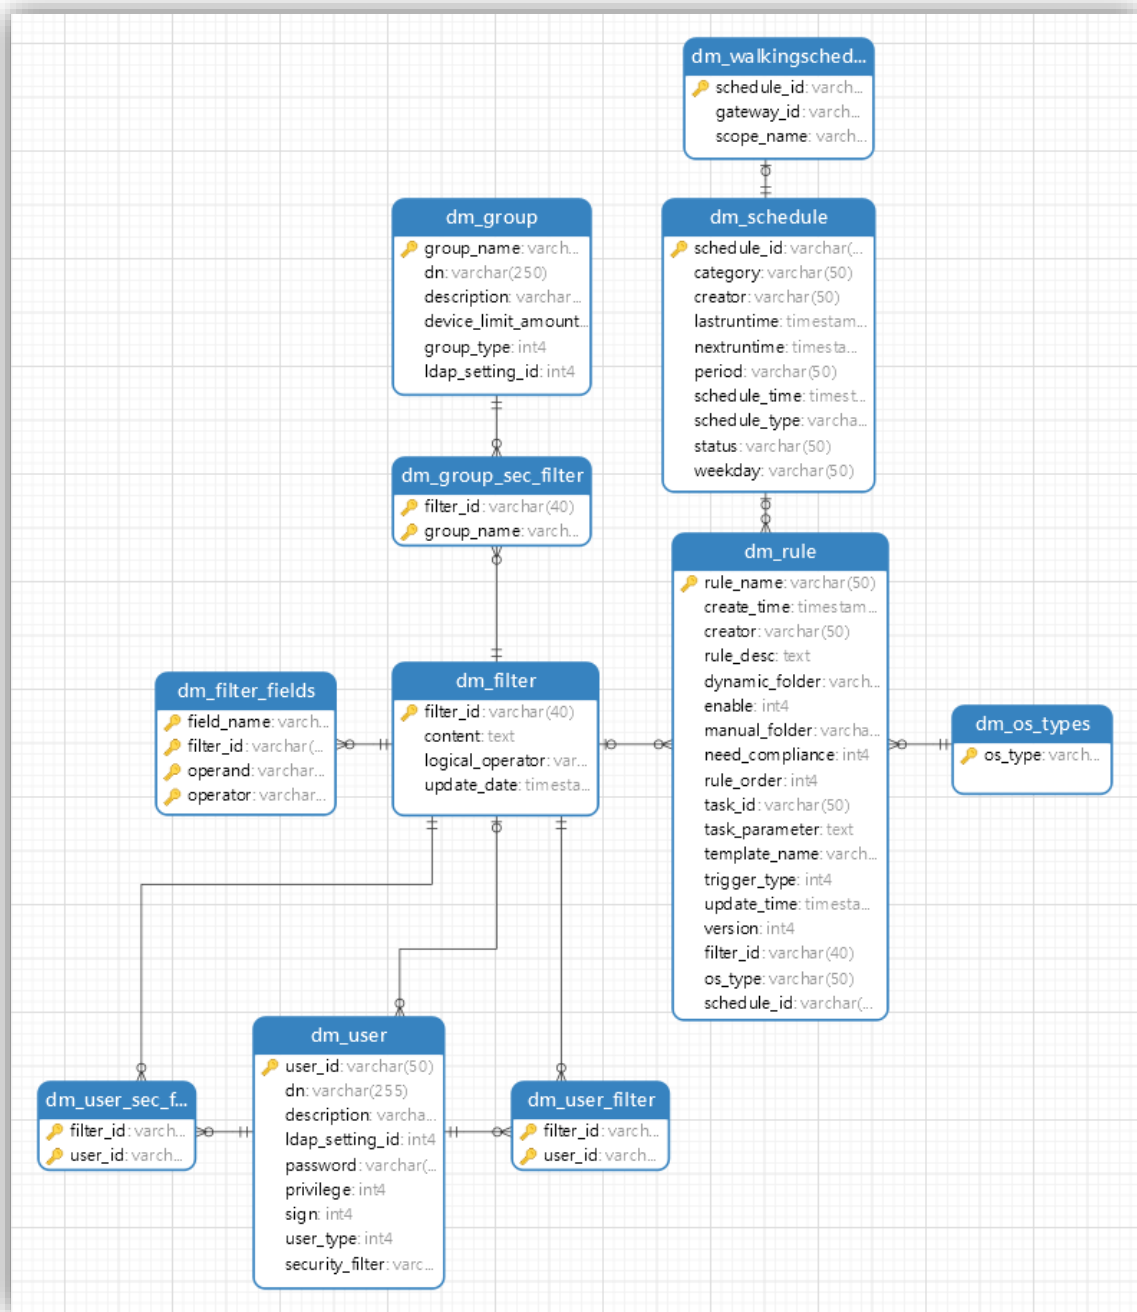 dm_walkingsched...
schedule_id: varch...
gateway_id: varch...
scope_name: varch...
dm_group
group_name: varch...
dn: varchar(250)
description: varchar...
device_limit_amount...
group_type: int4
ldap_setting_id: int4
dm_schedule
schedule_id: varchar(...
category: varchar(50)
creator: varchar(50)
lastruntime: timestam...
nextruntime: timesta...
period: varchar(50)
schedule_time: timest...
schedule_type: varcha...
status: varchar(50)
weekday: varchar(50)
dm_group_sec_filter
filter_id: varchar(40)
group_name: varch...
dm_rule
rule_name: varchar(50)
create_time: timestam...
creator: varchar(50)
rule_desc: text
dynamic_folder: varch...
enable: int4
manual_folder: varcha...
need_compliance: int4
rule_order: int4
task_id: varchar(50)
task_parameter: text
template_name: varch...
trigger_type: int4
update_time: timesta...
version: int4
filter_id: varchar(40)
os_type: varchar(50)
schedule_id: varchar(...
dm_filter_fields
field_name: varch...
filter_id: varchar(...
operand: varchar...
operator: varchar...
dm_filter
filter_id: varchar(40)
content: text
logical_operator: var...
update_date: timesta...
dm_os_types
os_type: varch...
dm_user
user_id: varchar(50)
dn: varchar(255)
description: varcha...
ldap_setting_id: int4
password: varchar(...
privilege: int4
sign: int4
user_type: int4
security_filter: varc...
dm_user_sec_f...
filter_id: varch...
user_id: varch...
dm_user_filter
filter_id: varch...
user_id: varch...